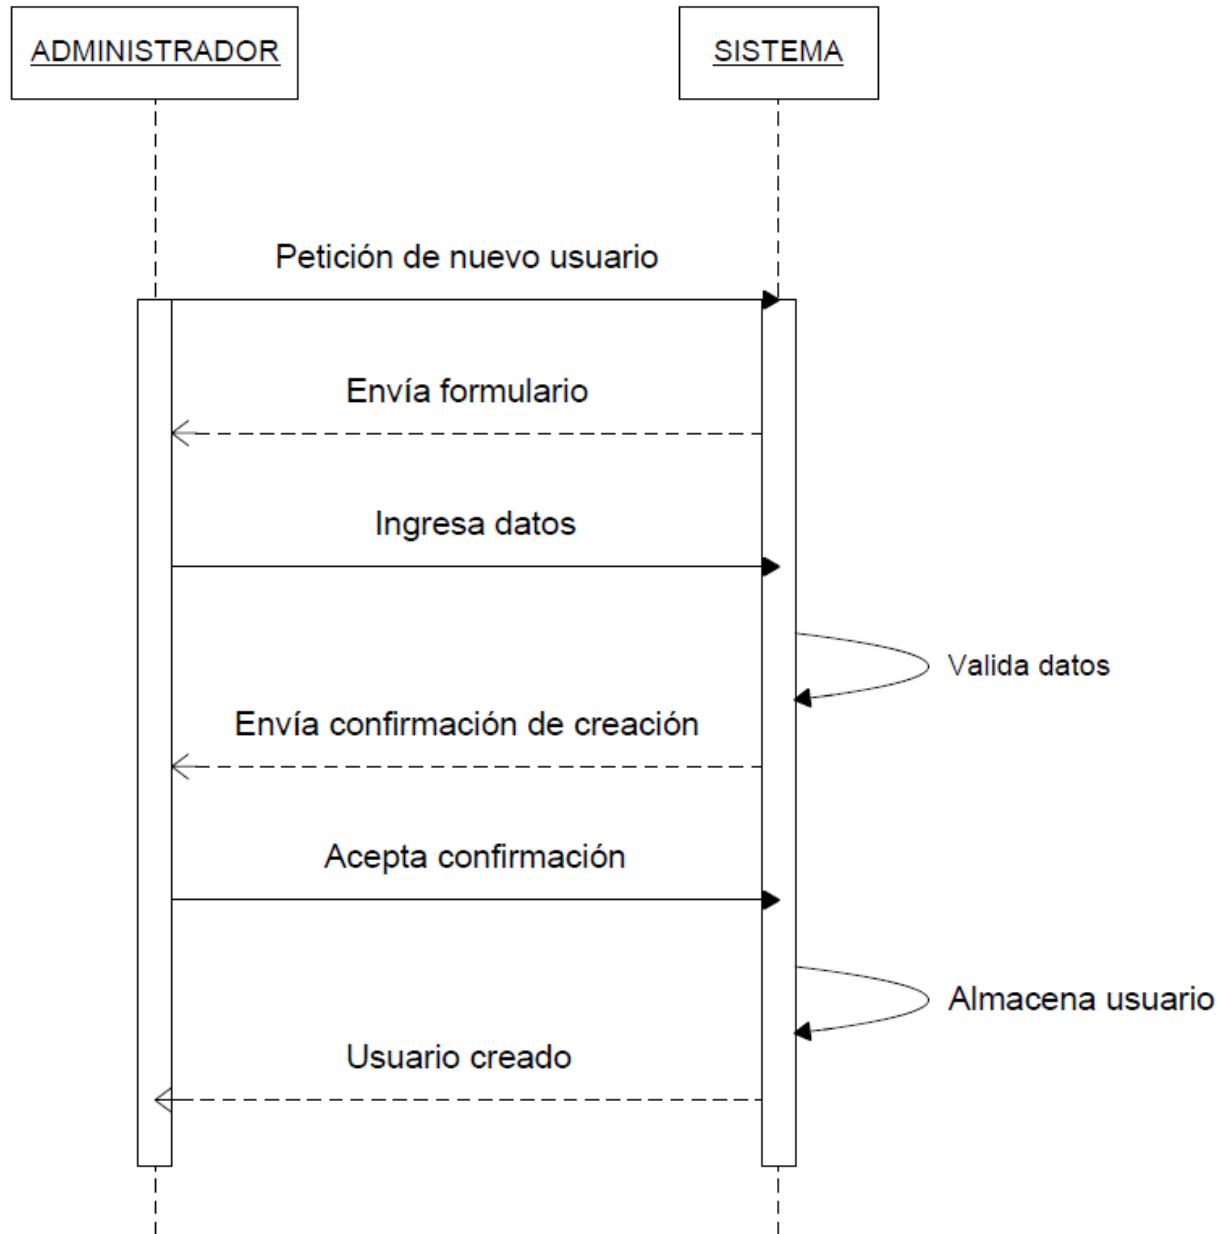 ADMINISTRADOR
SISTEMA
Petición de nuevo usuario
Envía formulario
Ingresa datos
Valida datos
Envía confirmación de creación
Acepta confirmación
Almacena usuario
Usuario creado